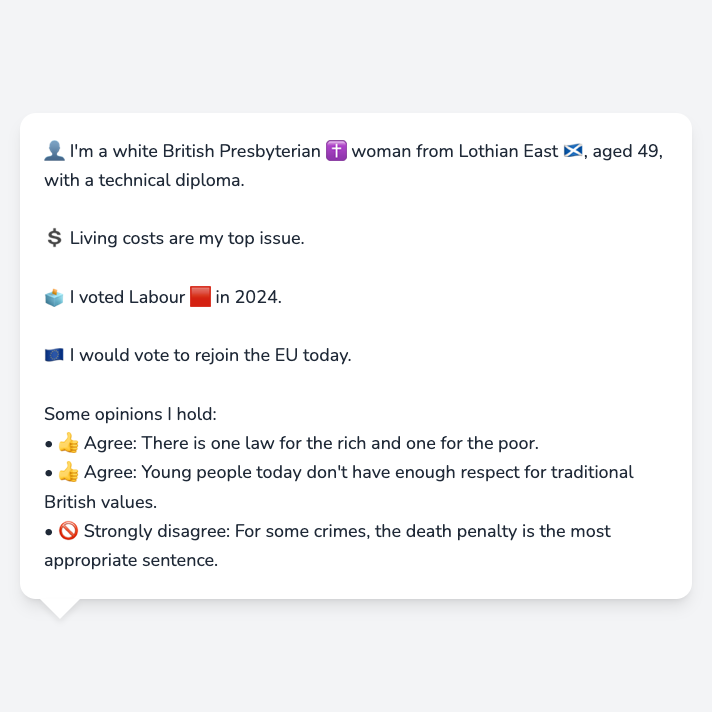 👤 I'm a white British Presbyterian ✝️ woman from Lothian East 🏴󠁧󠁢󠁳󠁣󠁴󠁿, aged 49,
with a technical diploma.
💲 Living costs are my top issue.
🗳️ I voted Labour 🟥 in 2024.
🇪🇺 I would vote to rejoin the EU today.
Some opinions I hold:
• 👍 Agree: There is one law for the rich and one for the poor.
• 👍 Agree: Young people today don't have enough respect for traditional
British values.
• 🚫 Strongly disagree: For some crimes, the death penalty is the most
appropriate sentence.